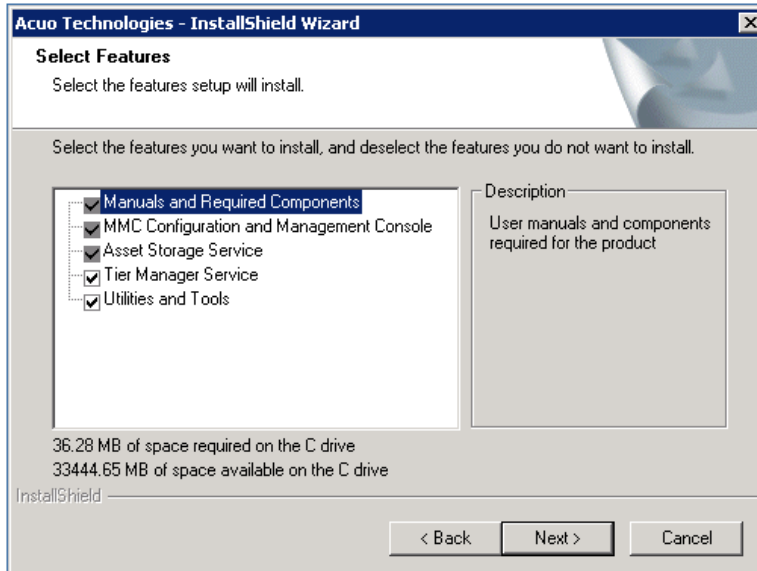 Acuo Technologies - InstallShield Wizard
Select Features
Select the features setup will install.
Select the features you want to install, and deselect the features you do not want to install.
Manuals and Required Components
MMC Configuration and Management Console
Asset Storage Service
Tier Manager Service
Utilities and Tools
Description
User manuals and components
required for the product
36.28 MB of space required on the C drive
33444.65 MB of space available on the C drive
InstallShield
< Back
Next >
Cancel